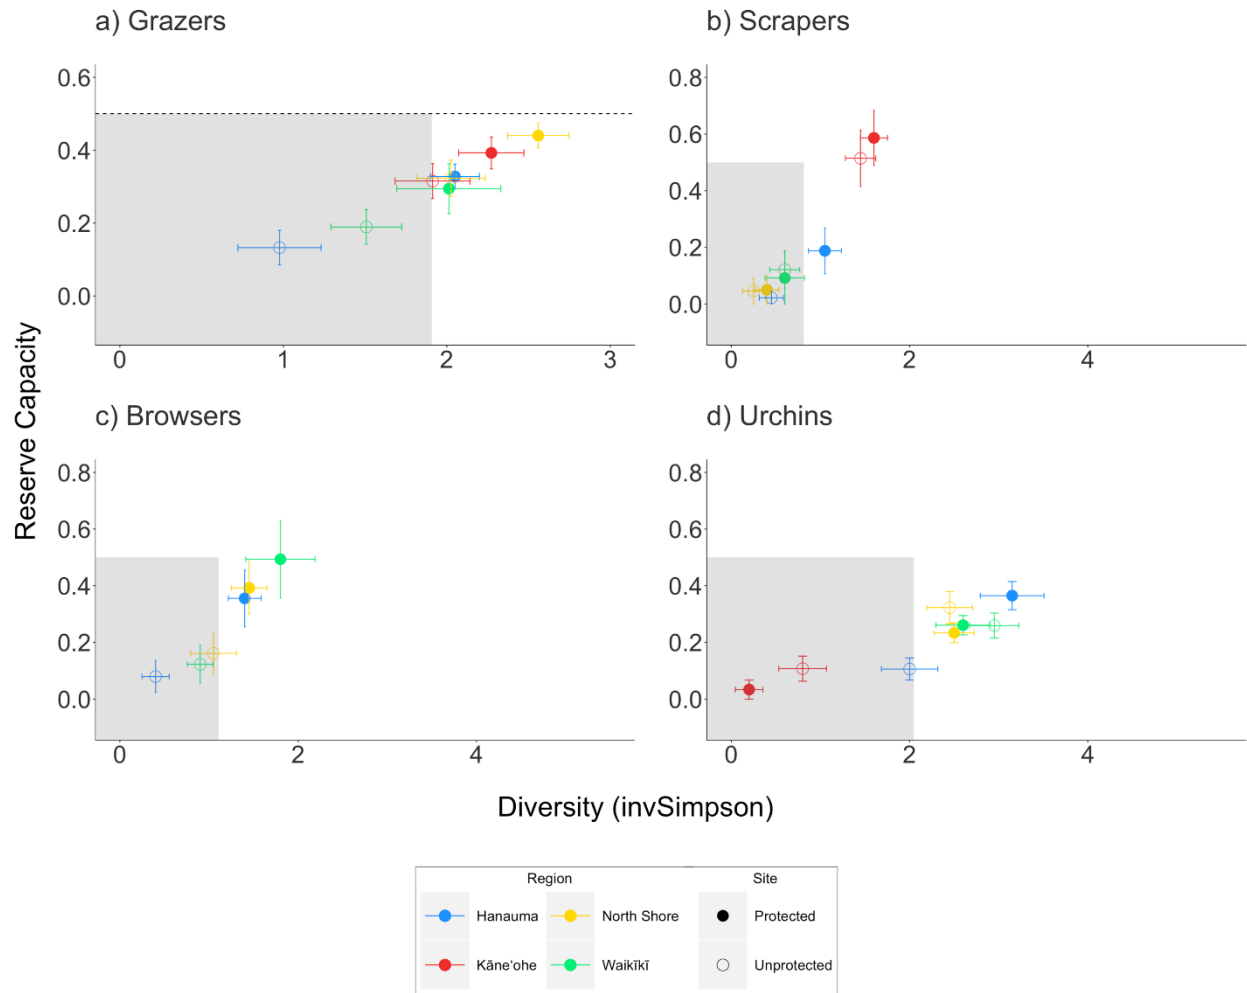 a) Grazers
b) Scrapers
0.6
0.4
0.2
0.0
0 1 2 3
0.8
0.6
0.4
0.2
0.0
0 2 4
c) Browsers
d) Urchins
0.8
0.6
0.4
0.2
0.0
0 2 4
0.8
0.6
0.4
0.2
0.0
0 2 4
Reserve Capacity
Diversity (invSimpson)
Region
Site
Hanauma
North Shore
Protected
Kāneʻohe
Waikīkī
Unprotected